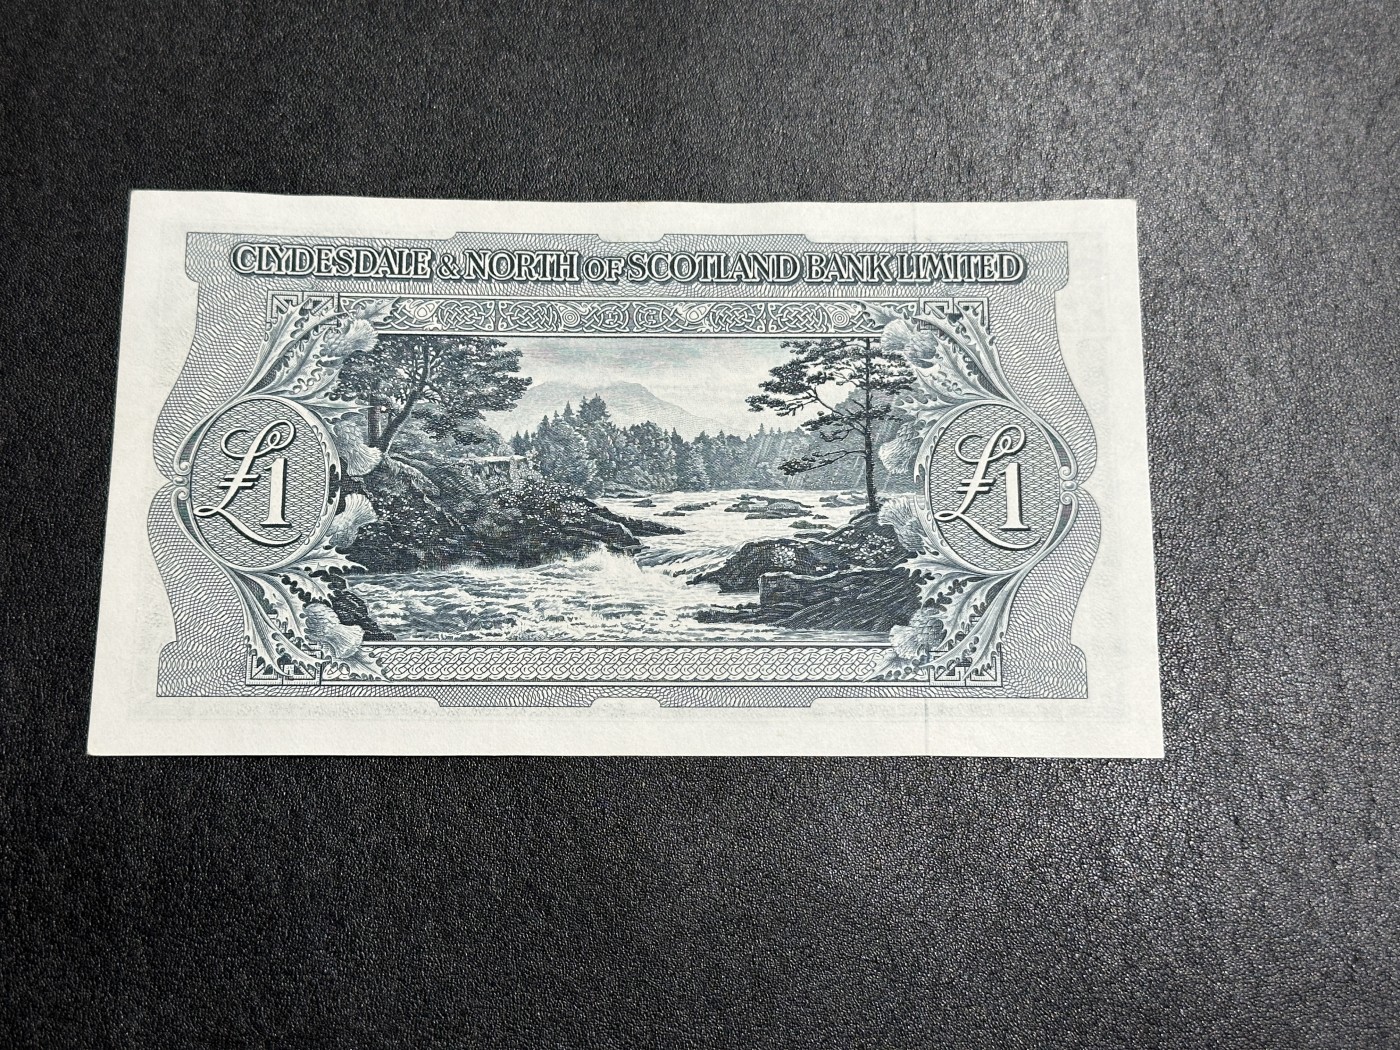 CLYDESDALE & NORTH OF SCOTLAND BANK LIMITED
£1 £1